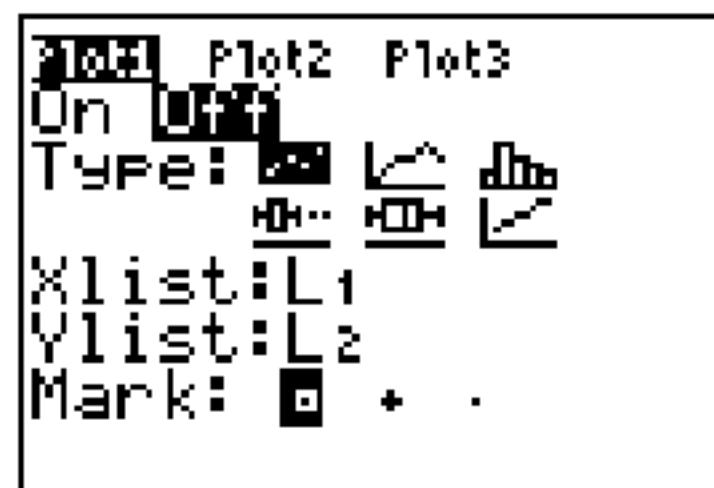 Plot1 Plot2 Plot3
On Off
Type:
Xlist:L1
Ylist:L2
Mark: + ·